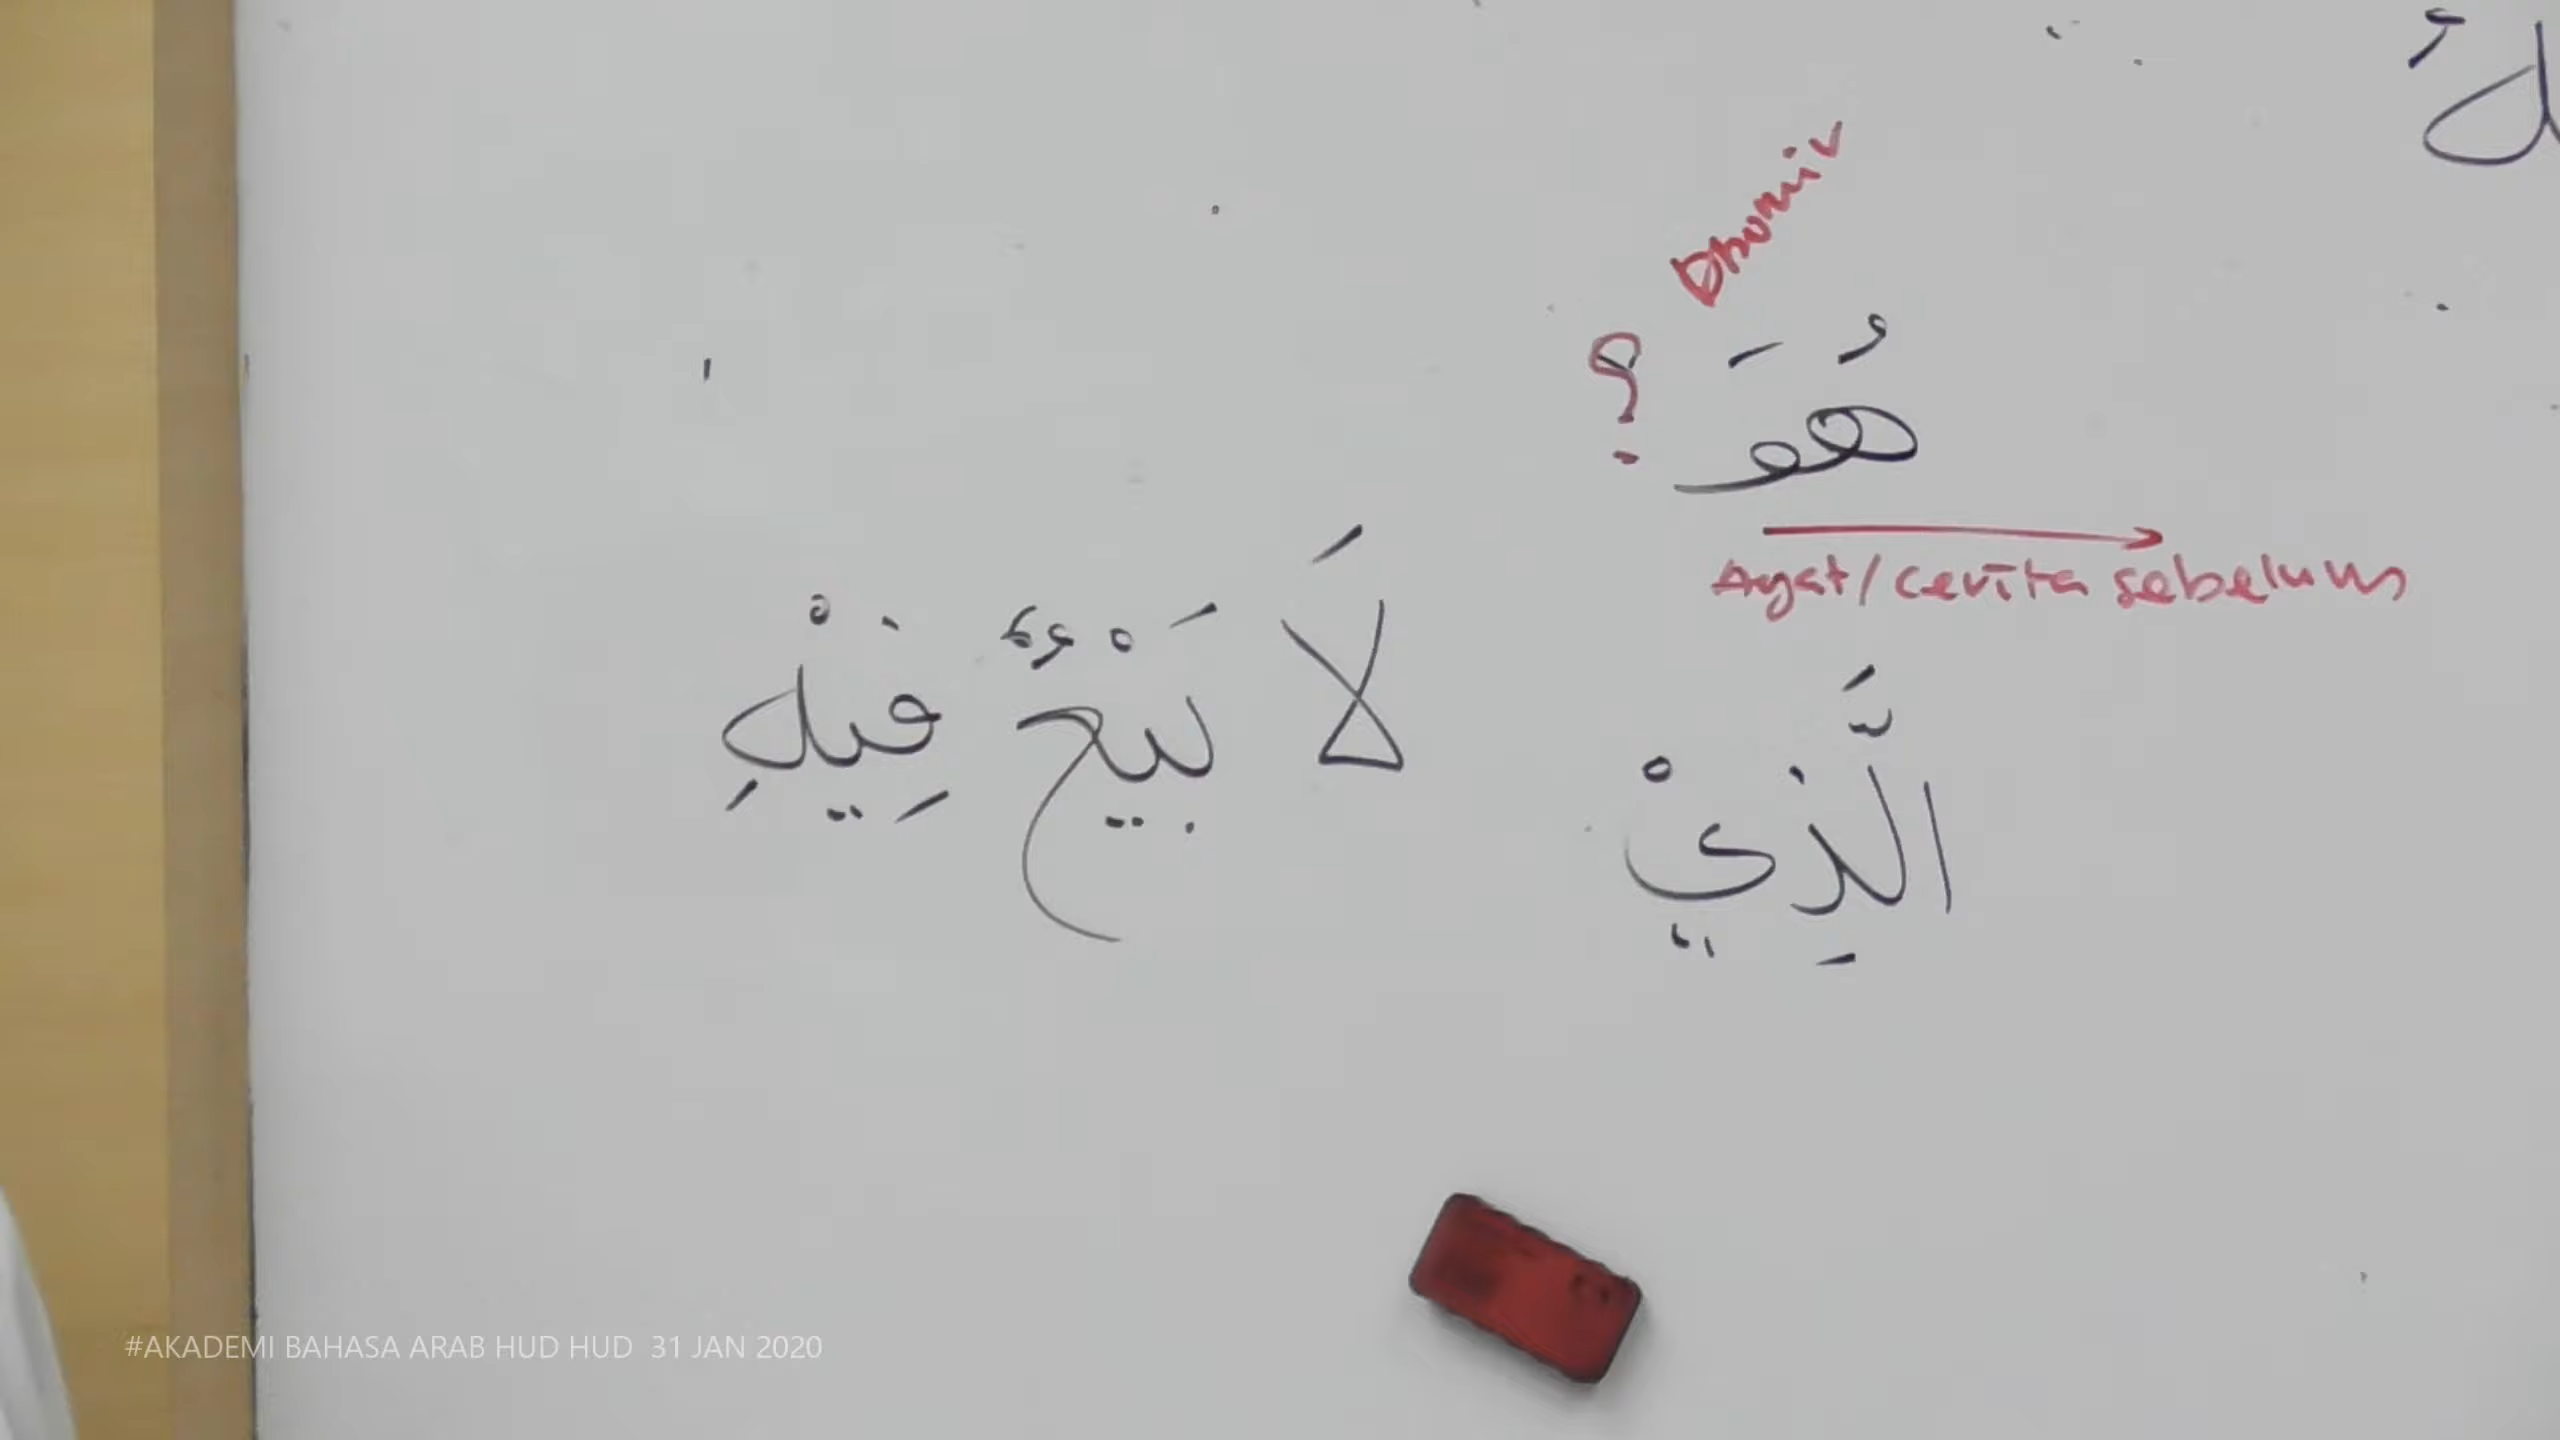 Dhomir
هُوَ ؟
Ayat/cerita sebelum
لَا بَيْعٌ فِيْهِ
الَّذِيْ
#AKADEMI BAHASA ARAB HUD HUD 31 JAN 2020